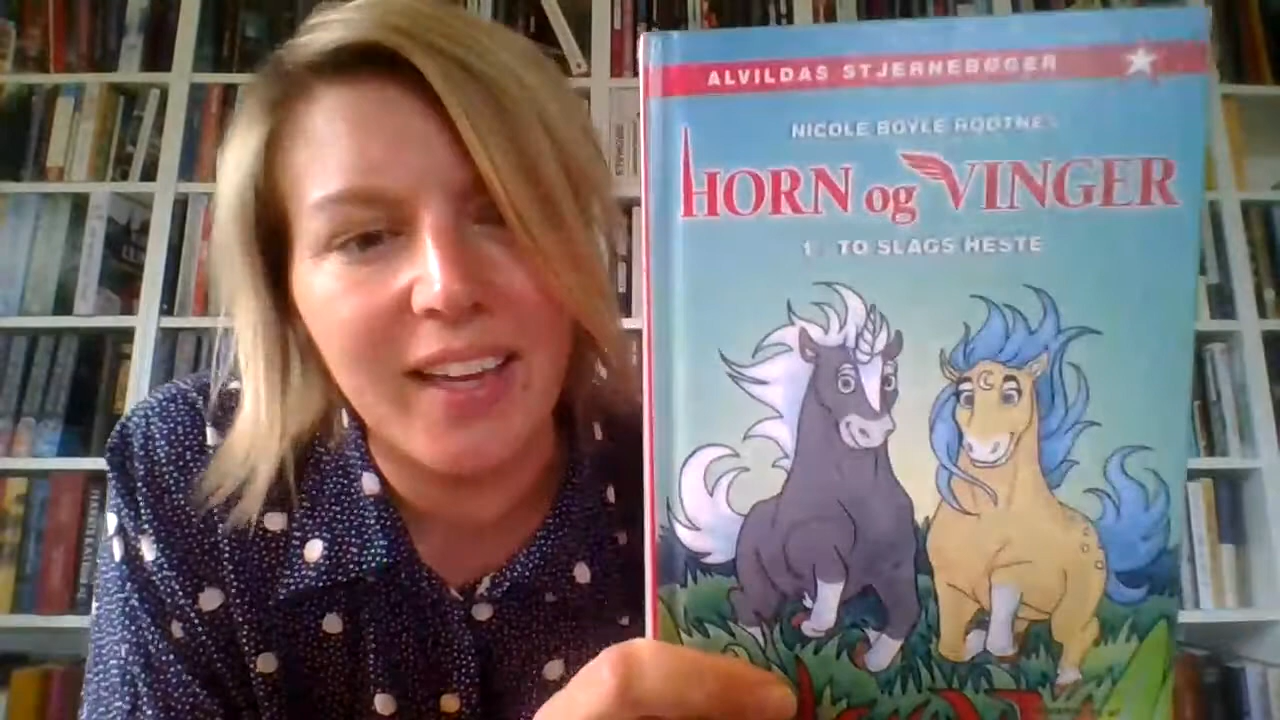 ALVILDAS STJERNEBØGER
NICOLE BOYLE RØDTNES
HORN og VINGER
1 TO SLAGS HESTE